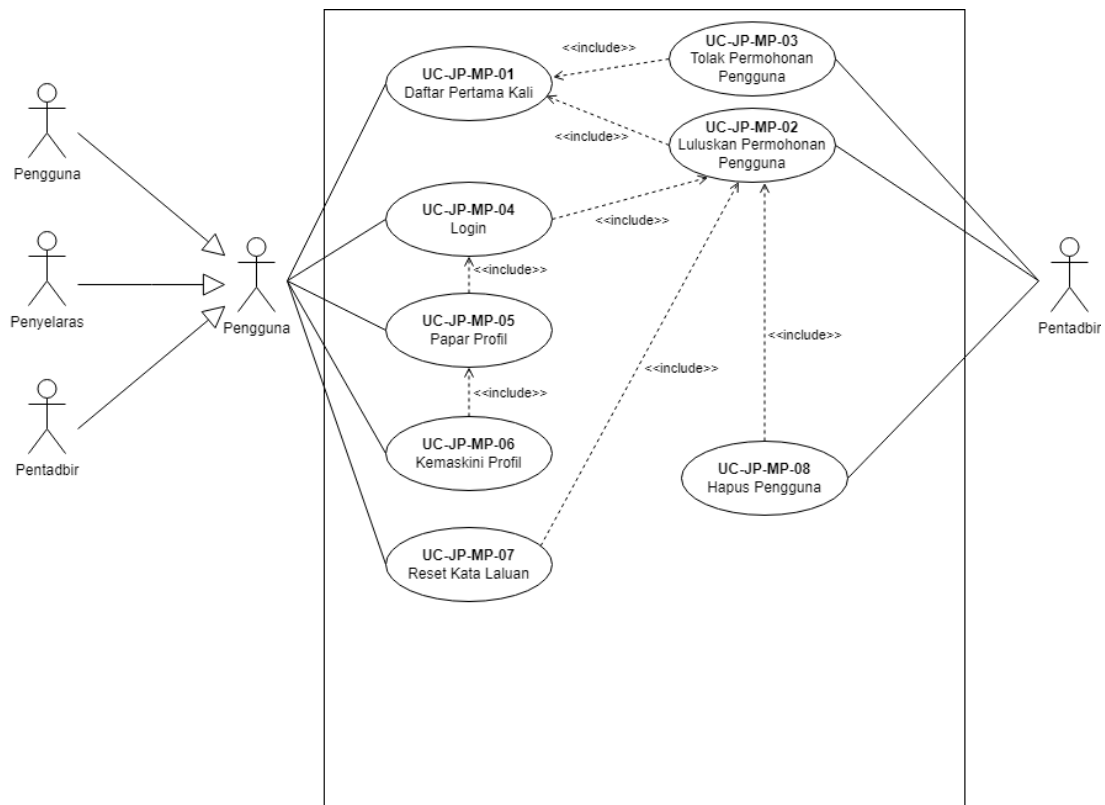 UC-JP-MP-03
Tolak Permohonan
Pengguna
<<include>>
UC-JP-MP-01
Daftar Pertama Kali
<<include>>
UC-JP-MP-02
Luluskan Permohonan
Pengguna
Pengguna
UC-JP-MP-04
Login
<<include>>
<<include>>
<<include>>
Penyelaras
Pengguna
UC-JP-MP-05
Papar Profil
Pentadbir
<<include>>
<<include>>
<<include>>
UC-JP-MP-06
Kemaskini Profil
Pentadbir
UC-JP-MP-08
Hapus Pengguna
UC-JP-MP-07
Reset Kata Laluan